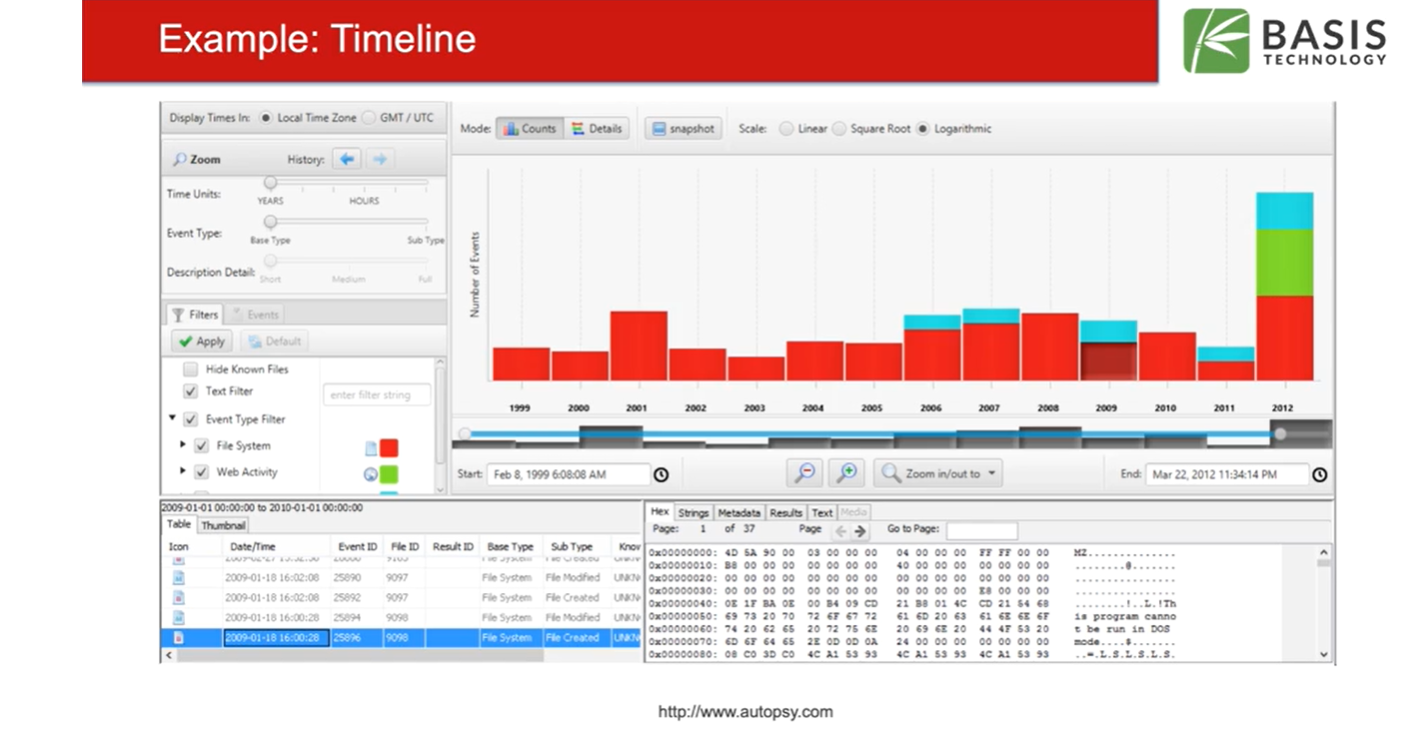 Example: Timeline
BASIS
TECHNOLOGY
Display Times In: Local Time Zone GMT / UTC
Mode: Counts Details snapshot Scale: Linear Square Root Logarithmic
Zoom History:
Time Units:
YEARS HOURS
Event Type:
Base Type Sub Type
Description Detail:
Short Medium Full
Filters Events
Apply Default
Hide Known Files
Text Filter enter filter string
Event Type Filter
File System
Web Activity
Number of Events
1999 2000 2001 2002 2003 2004 2005 2006 2007 2008 2009 2010 2011 2012
Start: Feb 8, 1999 6:08:08 AM Zoom in/out to End: Mar 22, 2012 11:34:14 PM
2009-01-01 00:00:00 to 2010-01-01 00:00:00
Table Thumbnail
Icon Date/Time Event ID File ID Result ID Base Type Sub Type
2009-01-18 16:02:08 25890 9097 File System File Modified
2009-01-18 16:02:08 25892 9097 File System File Created
2009-01-18 16:00:28 25894 9098 File System File Modified
2009-01-18 16:00:28 25896 9098 File System File Created
Hex Strings Metadata Results Text Media
Page: 1 of 37 Page Go to Page:
0x00000000: 4D 5A 90 00 03 00 00 00 04 00 00 00 FF FF 00 00 MZ..............
0x00000010: B8 00 00 00 00 00 00 00 40 00 00 00 00 00 00 00 ........@.......
0x00000020: 00 00 00 00 00 00 00 00 00 00 00 00 00 00 00 00 ................
0x00000030: 00 00 00 00 00 00 00 00 00 00 00 00 E8 00 00 00 ................
0x00000040: 0E 1F BA 0E 00 B4 09 CD 21 B8 01 4C CD 21 54 68 ........!..L.!Th
0x00000050: 69 73 20 70 72 6F 67 72 61 6D 20 63 61 6E 6E 6F is program canno
0x00000060: 74 20 62 65 20 72 75 6E 20 69 6E 20 44 4F 53 20 t be run in DOS
0x00000070: 6D 6F 64 65 2E 0D 0D 0A 24 00 00 00 00 00 00 00 mode....$.......
0x00000080: 08 C0 3D C0 4C A1 53 93 4C A1 53 93 4C A1 53 93 ..=.L.S.L.S.L.S.
http://www.autopsy.com